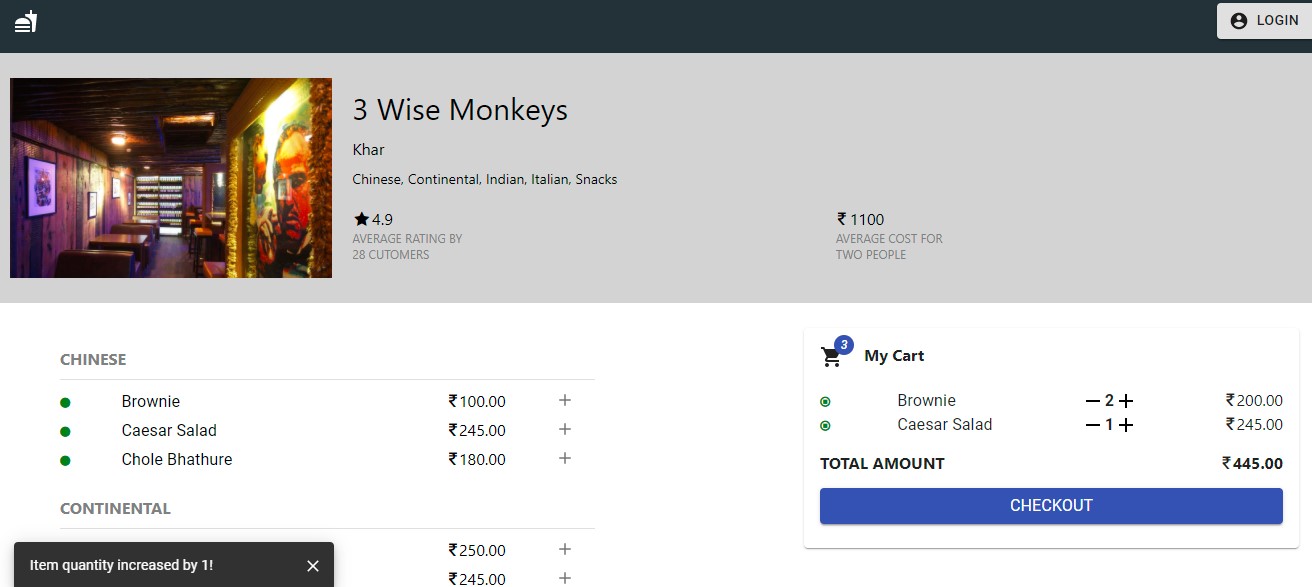 LOGIN
3 Wise Monkeys
Khar
Chinese, Continental, Indian, Italian, Snacks
4.9
AVERAGE RATING BY
28 CUTOMERS
₹ 1100
AVERAGE COST FOR
TWO PEOPLE
CHINESE
Brownie ₹100.00 +
Caesar Salad ₹245.00 +
Chole Bhathure ₹180.00 +
CONTINENTAL
₹250.00 +
₹245.00 +
3
My Cart
Brownie — 2 + ₹200.00
Caesar Salad — 1 + ₹245.00
TOTAL AMOUNT ₹445.00
CHECKOUT
Item quantity increased by 1!